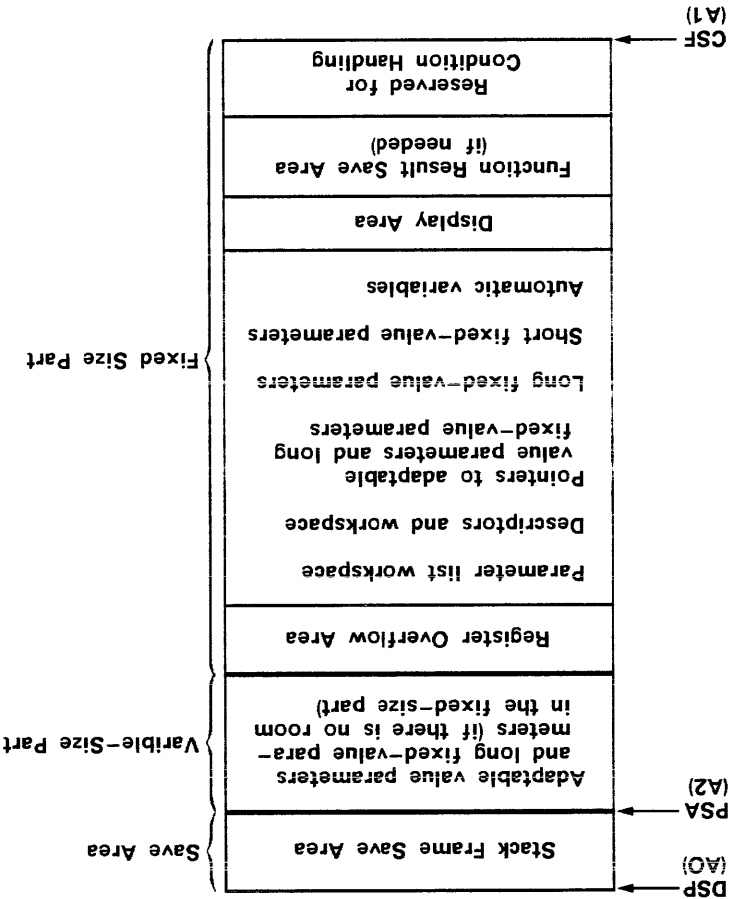 DSP
(A0)
Stack Frame Save Area
Save Area
PSA
(A2)
Adaptable value parameters
and long fixed-value para-
meters (if there is no room
in the fixed-size part)
Varible-Size Part
Register Overflow Area
Parameter list workspace
Descriptors and workspace
Pointers to adaptable
value parameters and long
fixed-value parameters
Long fixed-value parameters
Short fixed-value parameters
Automatic variables
Fixed Size Part
Display Area
Function Result Save Area
(if needed)
Reserved for
Condition Handling
CSF
(A1)